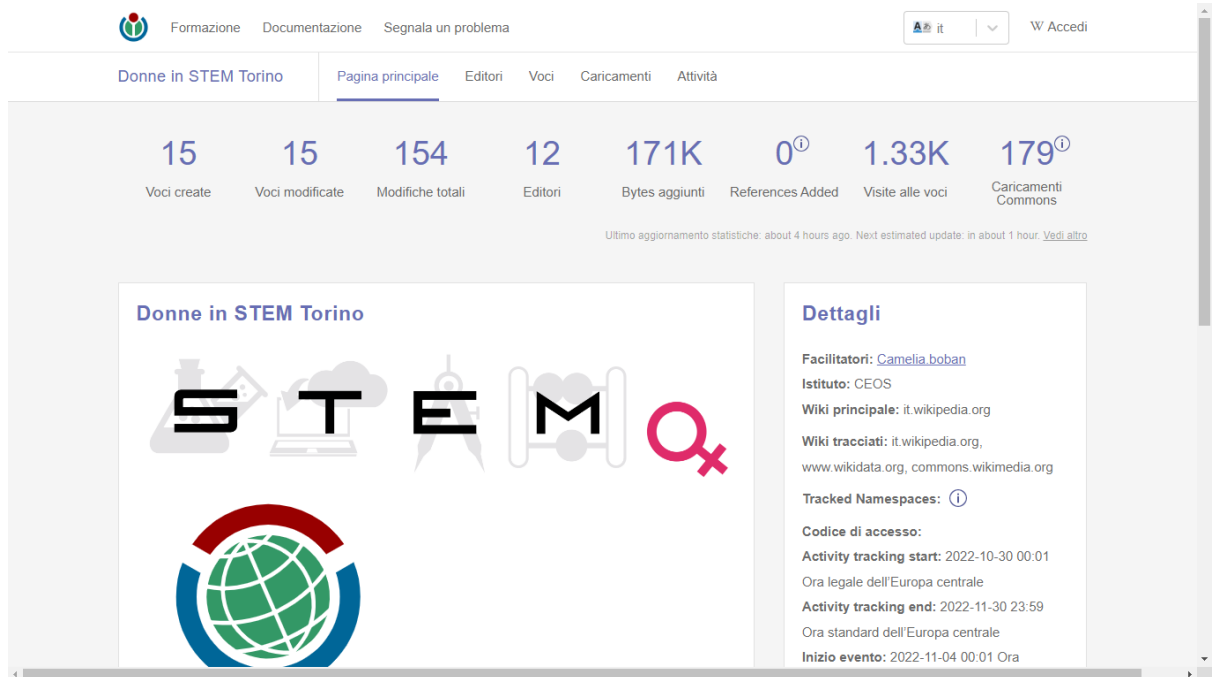 Formazione Documentazione Segnala un problema
it
W Accedi
Donne in STEM Torino
Pagina principale Editori Voci Caricamenti Attività
15 15 154 12 171K 0 1.33K 179
Voci create Voci modificate Modifiche totali Editori Bytes aggiunti References Added Visite alle voci Caricamenti
Commons
Ultimo aggiornamento statistiche: about 4 hours ago. Next estimated update: in about 1 hour. Vedi altro
Donne in STEM Torino
STEM
Dettagli
Facilitatori: Camelia.boban
Istituto: CEOS
Wiki principale: it.wikipedia.org
Wiki tracciati: it.wikipedia.org,
www.wikidata.org, commons.wikimedia.org
Tracked Namespaces:
Codice di accesso:
Activity tracking start: 2022-10-30 00:01
Ora legale dell'Europa centrale
Activity tracking end: 2022-11-30 23:59
Ora standard dell'Europa centrale
Inizio evento: 2022-11-04 00:01 Ora